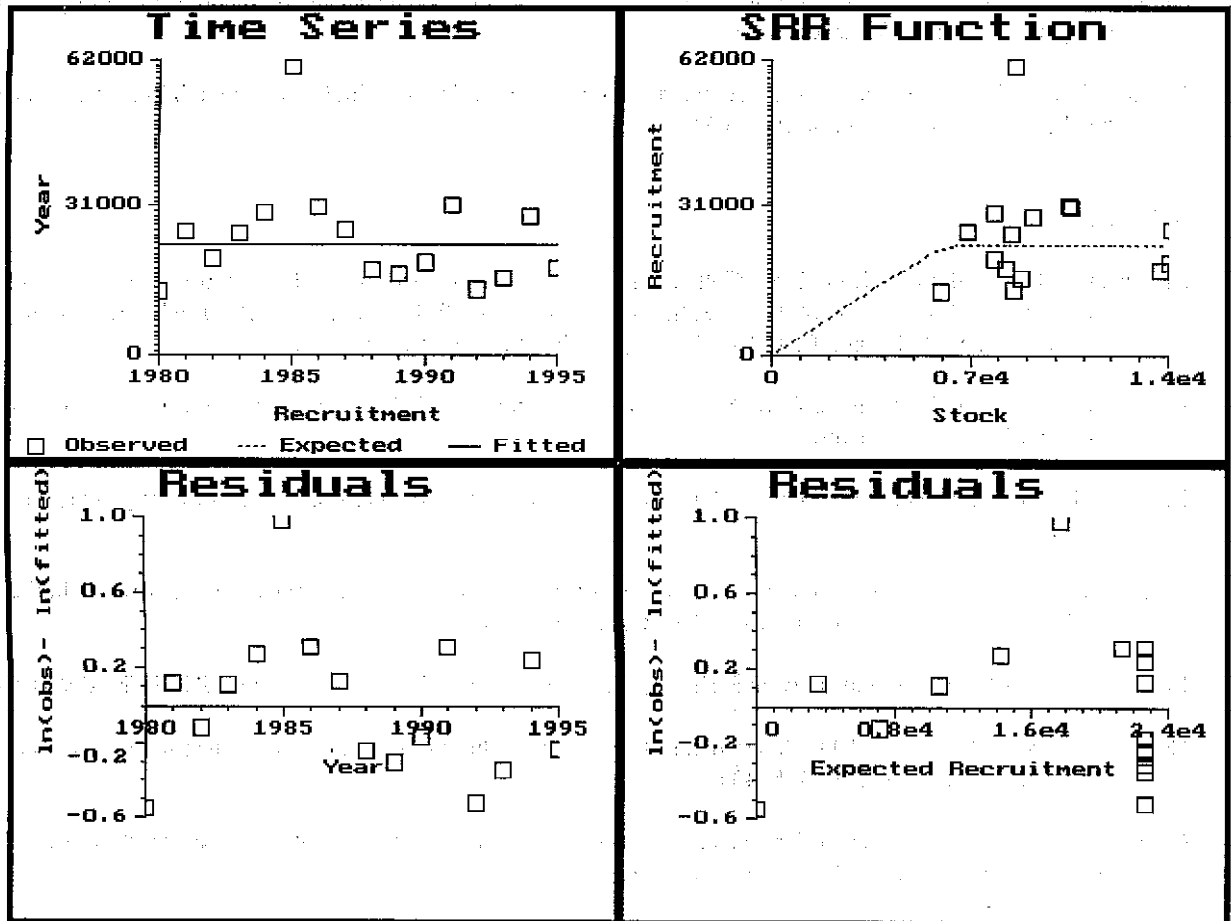 Time Series
62000
31000
0
Year
1980 1985 1990 1995
Recruitment
Observed Expected Fitted
SRR Function
62000
31000
0
Recruitment
0 0.7e4 1.4e4
Stock
Residuals
ln(obs)- ln(fitted)
1.0
0.6
0.2
1980 1985 1990 1995
-0.2
Year
-0.6
Residuals
ln(obs)- ln(fitted)
1.0
0.6
0.2
0 0.8e4 1.6e4 2.4e4
-0.2
Expected Recruitment
-0.6